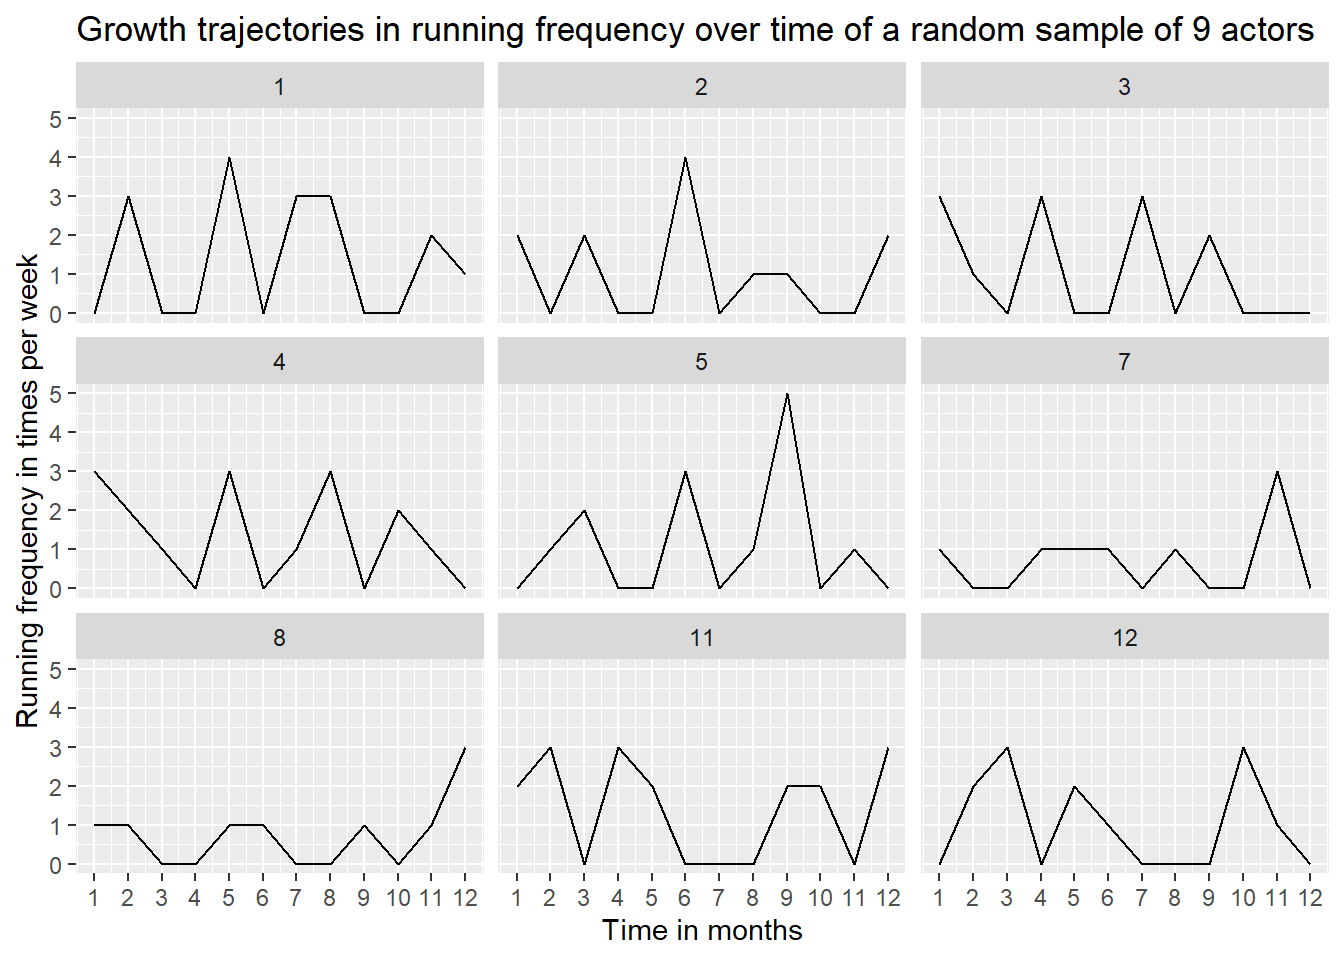 Growth trajectories in running frequency over time of a random sample of 9 actors
1 2 3
5
4
3
2
1
0
4 5 7
5
4
3
2
1
0
8 11 12
5
4
3
2
1
0
1 2 3 4 5 6 7 8 9 10 11 12 1 2 3 4 5 6 7 8 9 10 11 12 1 2 3 4 5 6 7 8 9 10 11 12
Time in months
Running frequency in times per week